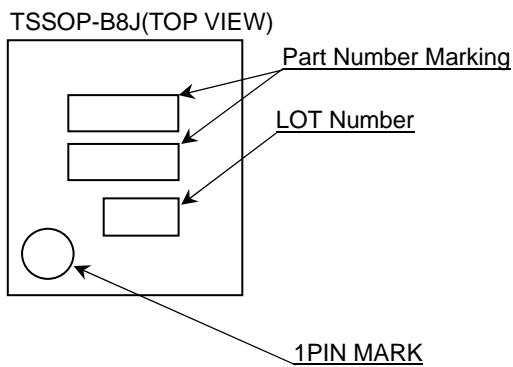 TSSOP-B8J(TOP VIEW)
Part Number Marking
LOT Number
1PIN MARK